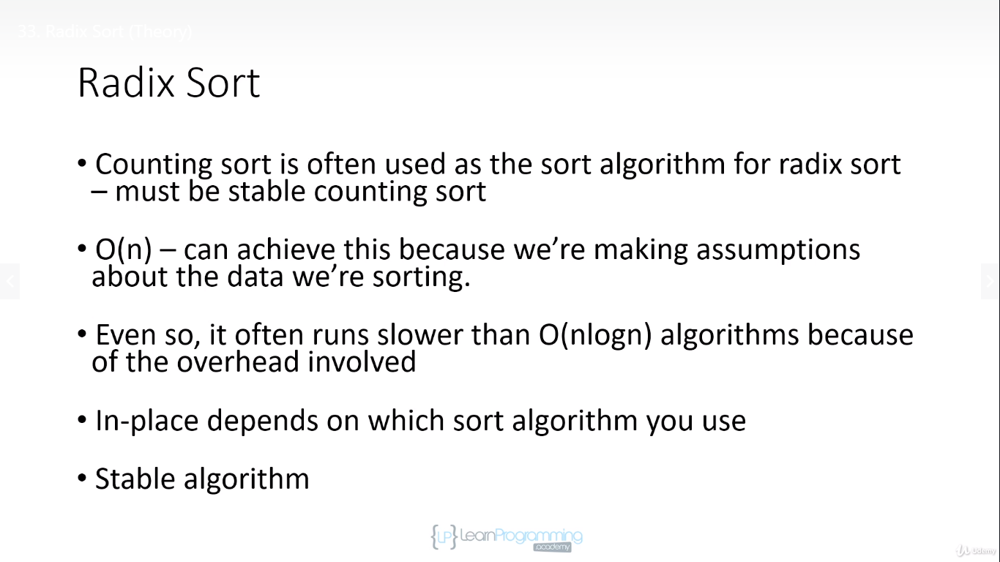 33. Radix Sort (Theory)
Radix Sort
• Counting sort is often used as the sort algorithm for radix sort
– must be stable counting sort
• O(n) – can achieve this because we’re making assumptions
about the data we’re sorting.
• Even so, it often runs slower than O(nlogn) algorithms because
of the overhead involved
• In-place depends on which sort algorithm you use
• Stable algorithm
{LP} LearnProgramming
.academy
Udemy